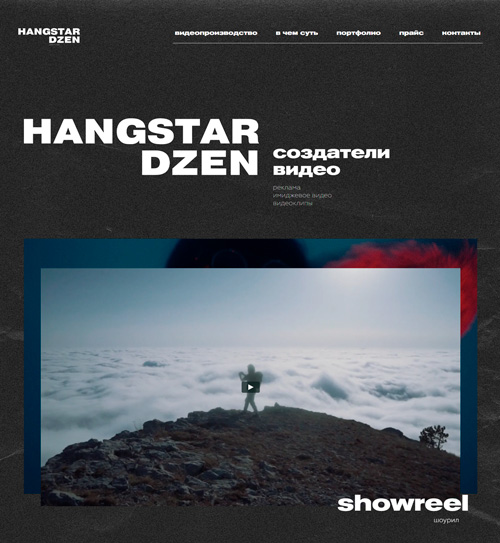 HANGSTAR
DZEN
видеопроизводство в чем суть портфолио прайс контакты
HANGSTAR
DZEN
создатели
видео
реклама
имиджевое видео
видеоклипы
showreel
шоурил